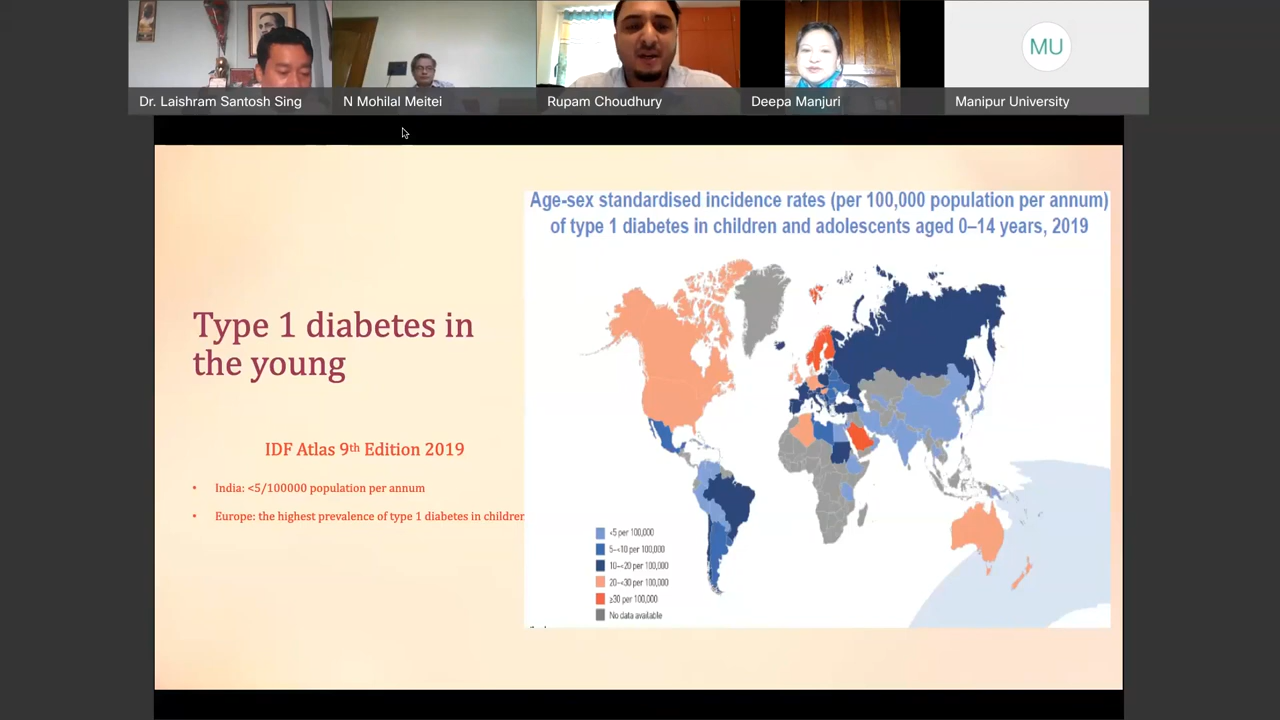 Dr. Laishram Santosh Sing
N Mohilal Meitei
Rupam Choudhury
Deepa Manjuri
MU
Manipur University
Age-sex standardised incidence rates (per 100,000 population per annum)
of type 1 diabetes in children and adolescents aged 0–14 years, 2019
Type 1 diabetes in
the young
IDF Atlas 9th Edition 2019
• India: <5/100000 population per annum
• Europe: the highest prevalence of type 1 diabetes in children
<5 per 100,000
5–<10 per 100,000
10–<20 per 100,000
20–<30 per 100,000
≥30 per 100,000
No data available